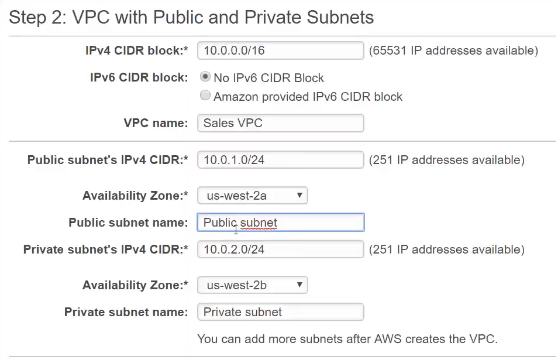 Step 2: VPC with Public and Private Subnets
IPv4 CIDR block:* 10.0.0.0/16 (65531 IP addresses available)
IPv6 CIDR block: No IPv6 CIDR Block
Amazon provided IPv6 CIDR block
VPC name: Sales VPC
Public subnet's IPv4 CIDR:* 10.0.1.0/24 (251 IP addresses available)
Availability Zone:* us-west-2a
Public subnet name: Public subnet
Private subnet's IPv4 CIDR:* 10.0.2.0/24 (251 IP addresses available)
Availability Zone:* us-west-2b
Private subnet name: Private subnet
You can add more subnets after AWS creates the VPC.